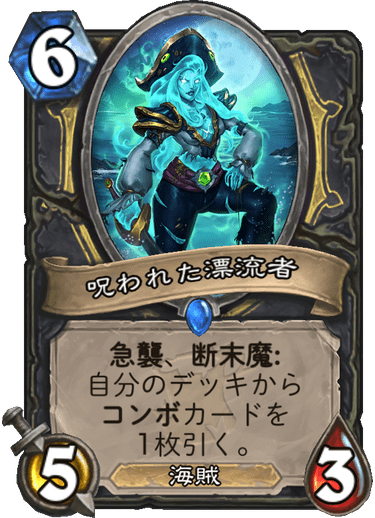 6
呪われた漂流者
急襲、断末魔:
自分のデッキから
コンボカードを
1枚引く。
5
海賊
3